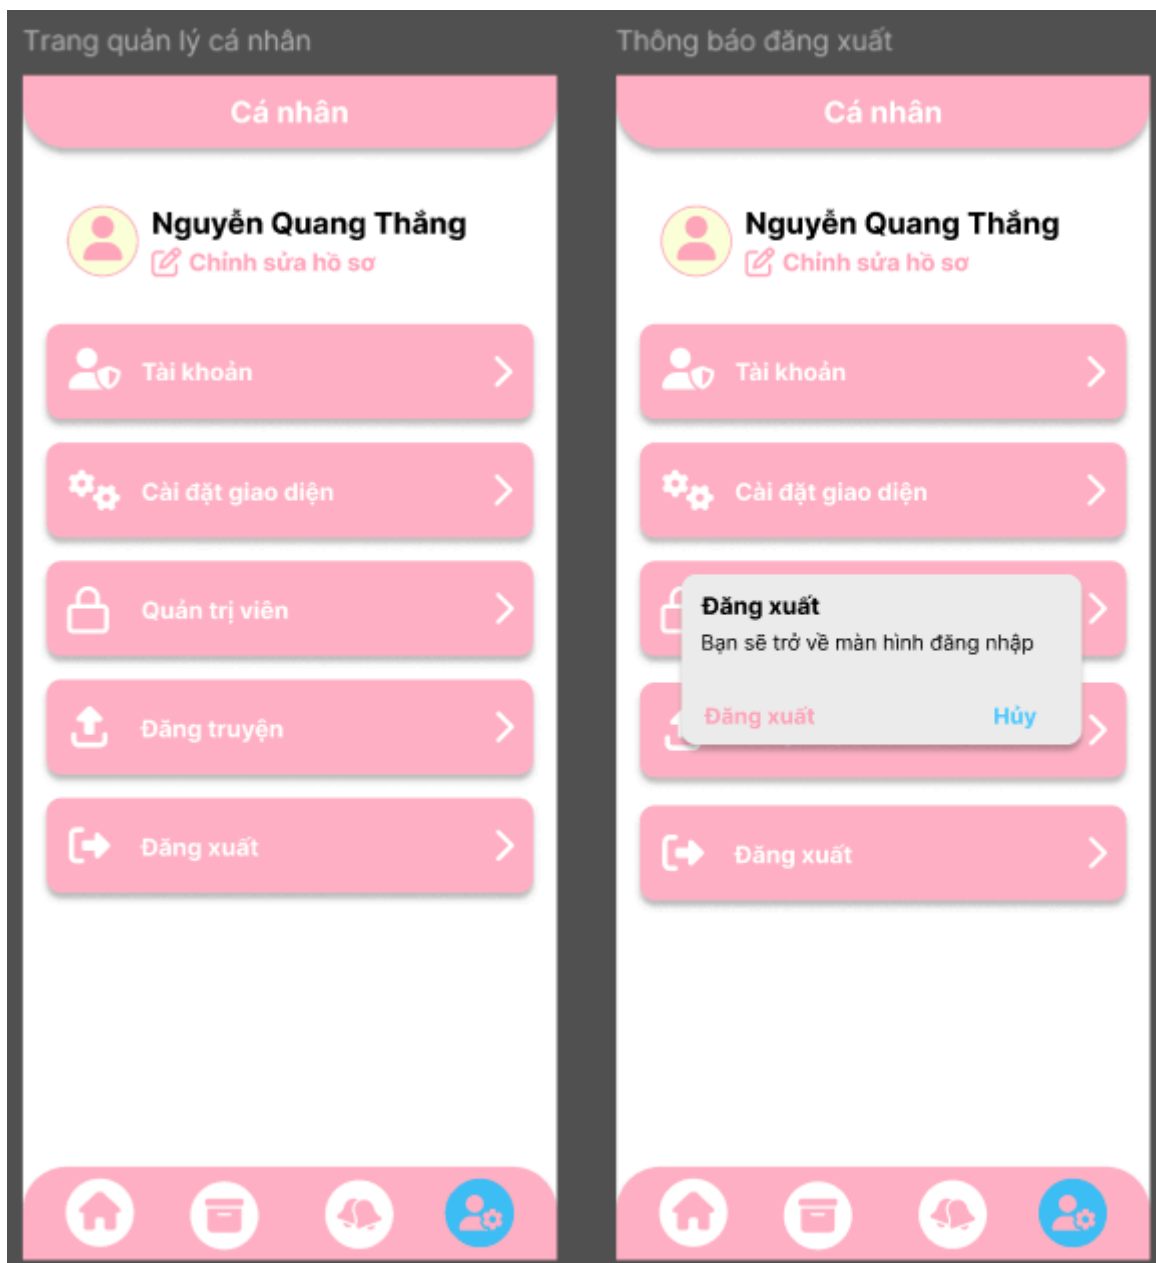 Trang quản lý cá nhân
Cá nhân
Nguyễn Quang Thắng
Chỉnh sửa hồ sơ
Tài khoản
Cài đặt giao diện
Quản trị viên
Đăng truyện
Đăng xuất
Thông báo đăng xuất
Cá nhân
Nguyễn Quang Thắng
Chỉnh sửa hồ sơ
Tài khoản
Cài đặt giao diện
Đăng xuất
Bạn sẽ trở về màn hình đăng nhập
Đăng xuất Hủy
Đăng xuất